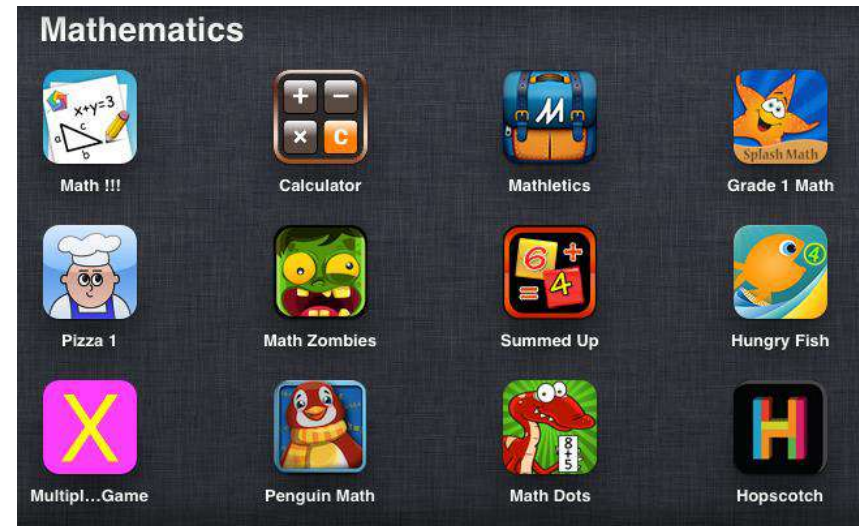 Mathematics
x+y=3
a
c
b
+
−
×
C
M
Splash Math
Math !!!
Calculator
Mathletics
Grade 1 Math
6
+
=
4
4
Pizza 1
Math Zombies
Summed Up
Hungry Fish
X
8
+5
H
Multipl...Game
Penguin Math
Math Dots
Hopscotch